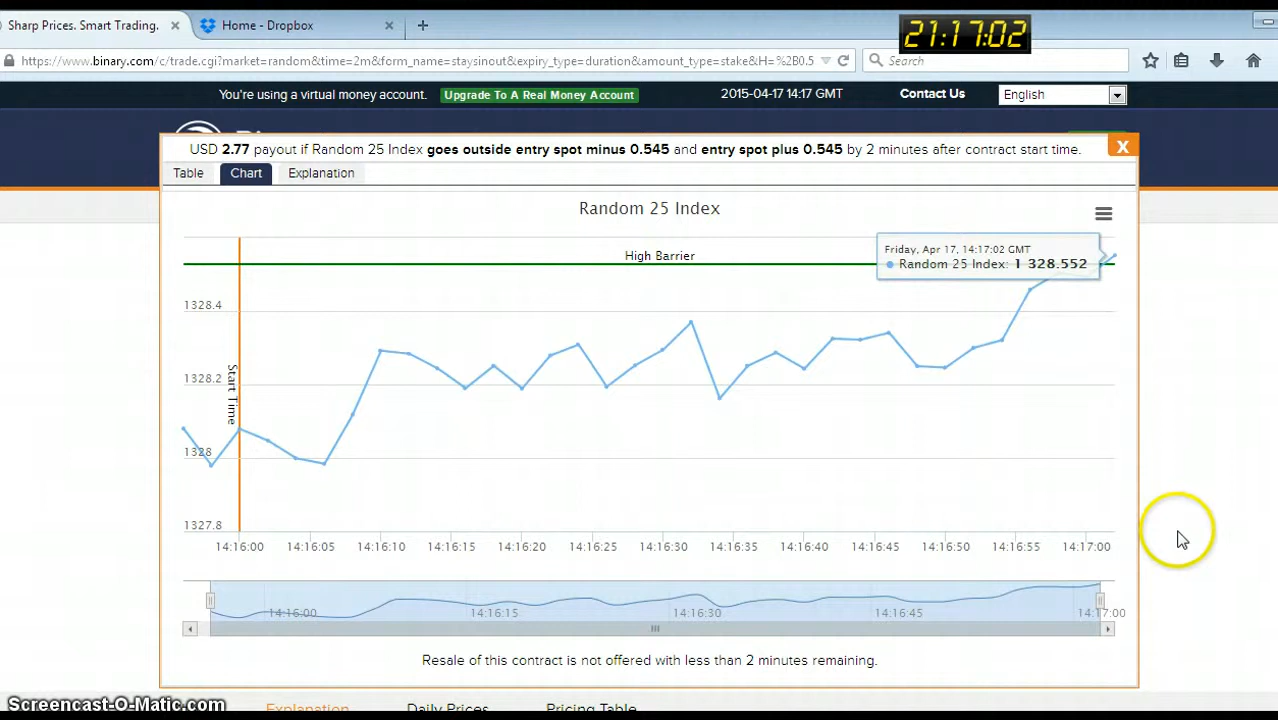 Sharp Prices. Smart Trading.
Home - Dropbox
21:17:02
https://www.binary.com/c/trade.cgi?market=random&time=2m&form_name=staysinout&expiry_type=duration&amount_type=stake&H=%2B0.5
Search
You're using a virtual money account.
Upgrade To A Real Money Account
2015-04-17 14:17 GMT
Contact Us
English
USD 2.77 payout if Random 25 Index goes outside entry spot minus 0.545 and entry spot plus 0.545 by 2 minutes after contract start time.
X
Table
Chart
Explanation
Random 25 Index
High Barrier
Friday, Apr 17, 14:17:02 GMT
Random 25 Index: 1 328.552
1328.4
1328.2
1328
1327.8
Start Time
14:16:00 14:16:05 14:16:10 14:16:15 14:16:20 14:16:25 14:16:30 14:16:35 14:16:40 14:16:45 14:16:50 14:16:55 14:17:00
14:16:00 14:16:15 14:16:30 14:16:45 14:17:00
Resale of this contract is not offered with less than 2 minutes remaining.
Explanation
Daily Prices
Pricing Table
Screencast-O-Matic.com